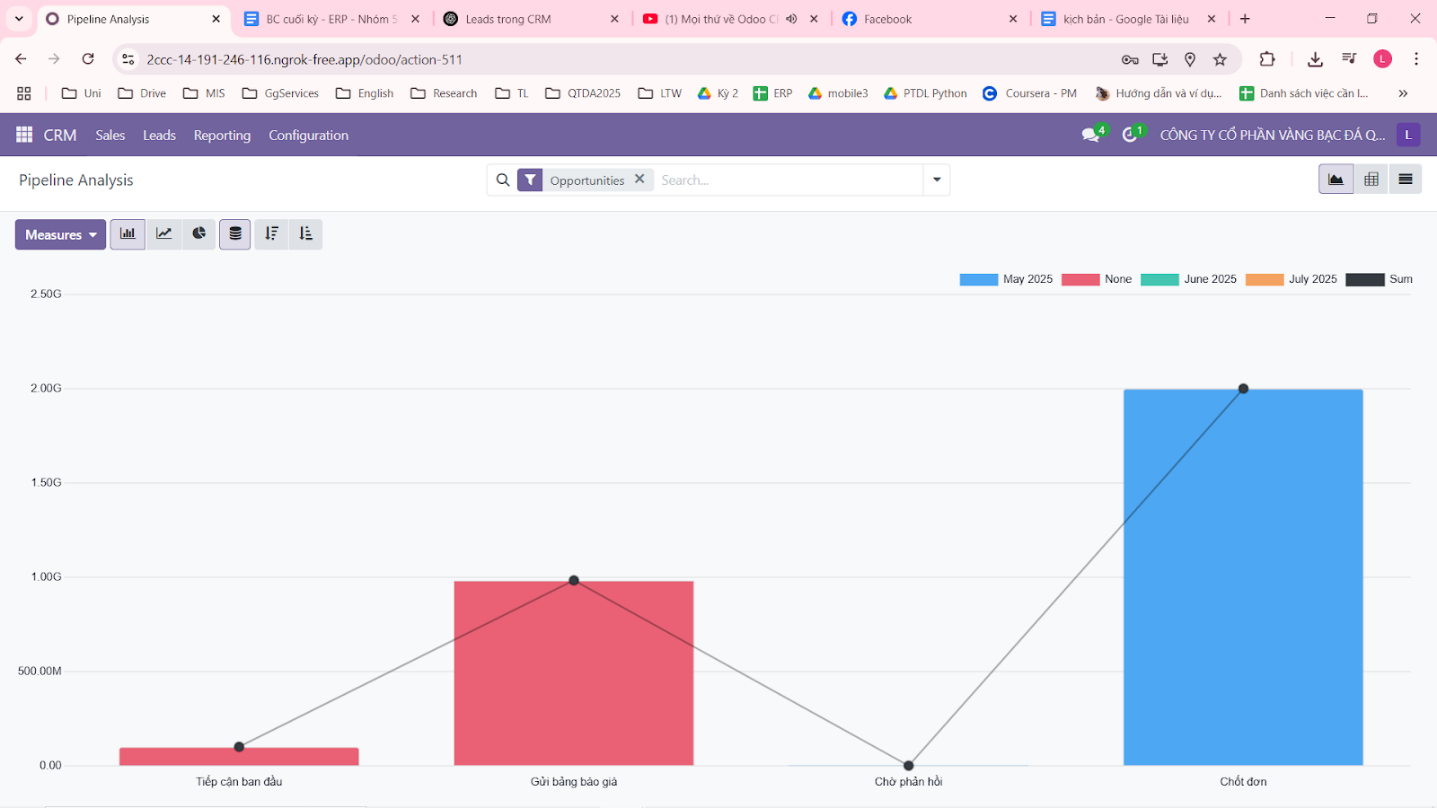 Pipeline Analysis
BC cuối kỳ - ERP - Nhóm 5
Leads trong CRM
(1) Mọi thứ về Odoo C
Facebook
kịch bản - Google Tài liệu
2ccc-14-191-246-116.ngrok-free.app/odoo/action-511
L
Uni
Drive
MIS
GgServices
English
Research
TL
QTDA2025
LTW
Kỳ 2
ERP
mobile3
PTDL Python
Coursera - PM
Hướng dẫn và ví dụ...
Danh sách việc cần l...
CRM
Sales
Leads
Reporting
Configuration
4
1
CÔNG TY CỔ PHẦN VÀNG BẠC ĐÁ Q...
L
Pipeline Analysis
Opportunities
Search...
Measures
May 2025
None
June 2025
July 2025
Sum
2.50G
2.00G
1.50G
1.00G
500.00M
0.00
Tiếp cận ban đầu
Gửi bảng báo giá
Chờ phản hồi
Chốt đơn